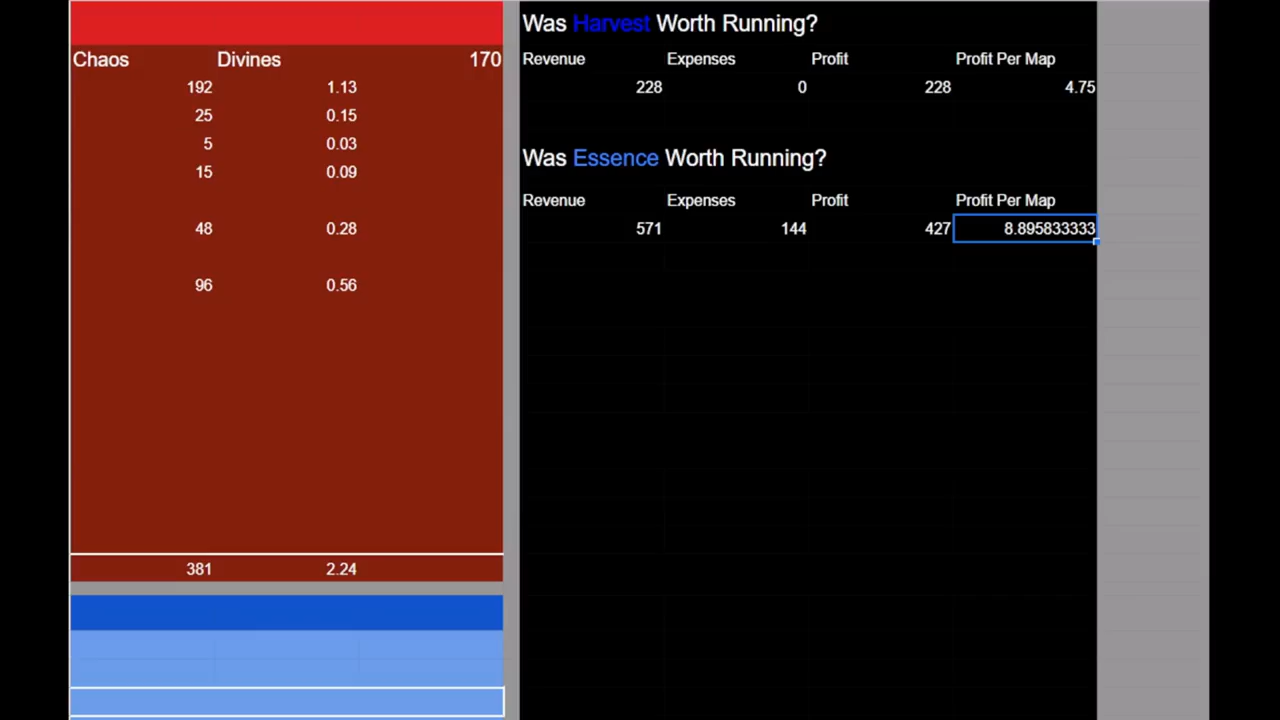 Chaos Divines 170
192 1.13
25 0.15
5 0.03
15 0.09
48 0.28
96 0.56
381 2.24
Was Harvest Worth Running?
Revenue Expenses Profit Profit Per Map
228 0 228 4.75
Was Essence Worth Running?
Revenue Expenses Profit Profit Per Map
571 144 427 8.895833333